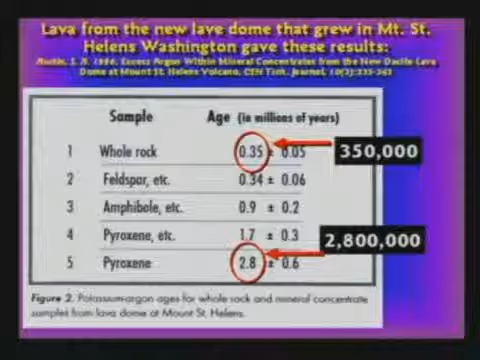 Lava from the new lave dome that grew in Mt. St.
Helens Washington gave these results:
Austin, S. A. 1996, Excess Argon Within Mineral Concentrates from the New Dacite Lava
Dome at Mount St. Helens Volcano, CEN Tech. Journal, 10(3):335-343
Sample Age (in millions of years)
1 Whole rock 0.35 ± 0.05 350,000
2 Feldspar, etc. 0.34 ± 0.06
3 Amphibole, etc. 0.9 ± 0.2
4 Pyroxene, etc. 1.7 ± 0.3 2,800,000
5 Pyroxene 2.8 ± 0.6
Figure 2. Potassium-argon ages for whole rock and mineral concentrate
samples from lava dome at Mount St. Helens.